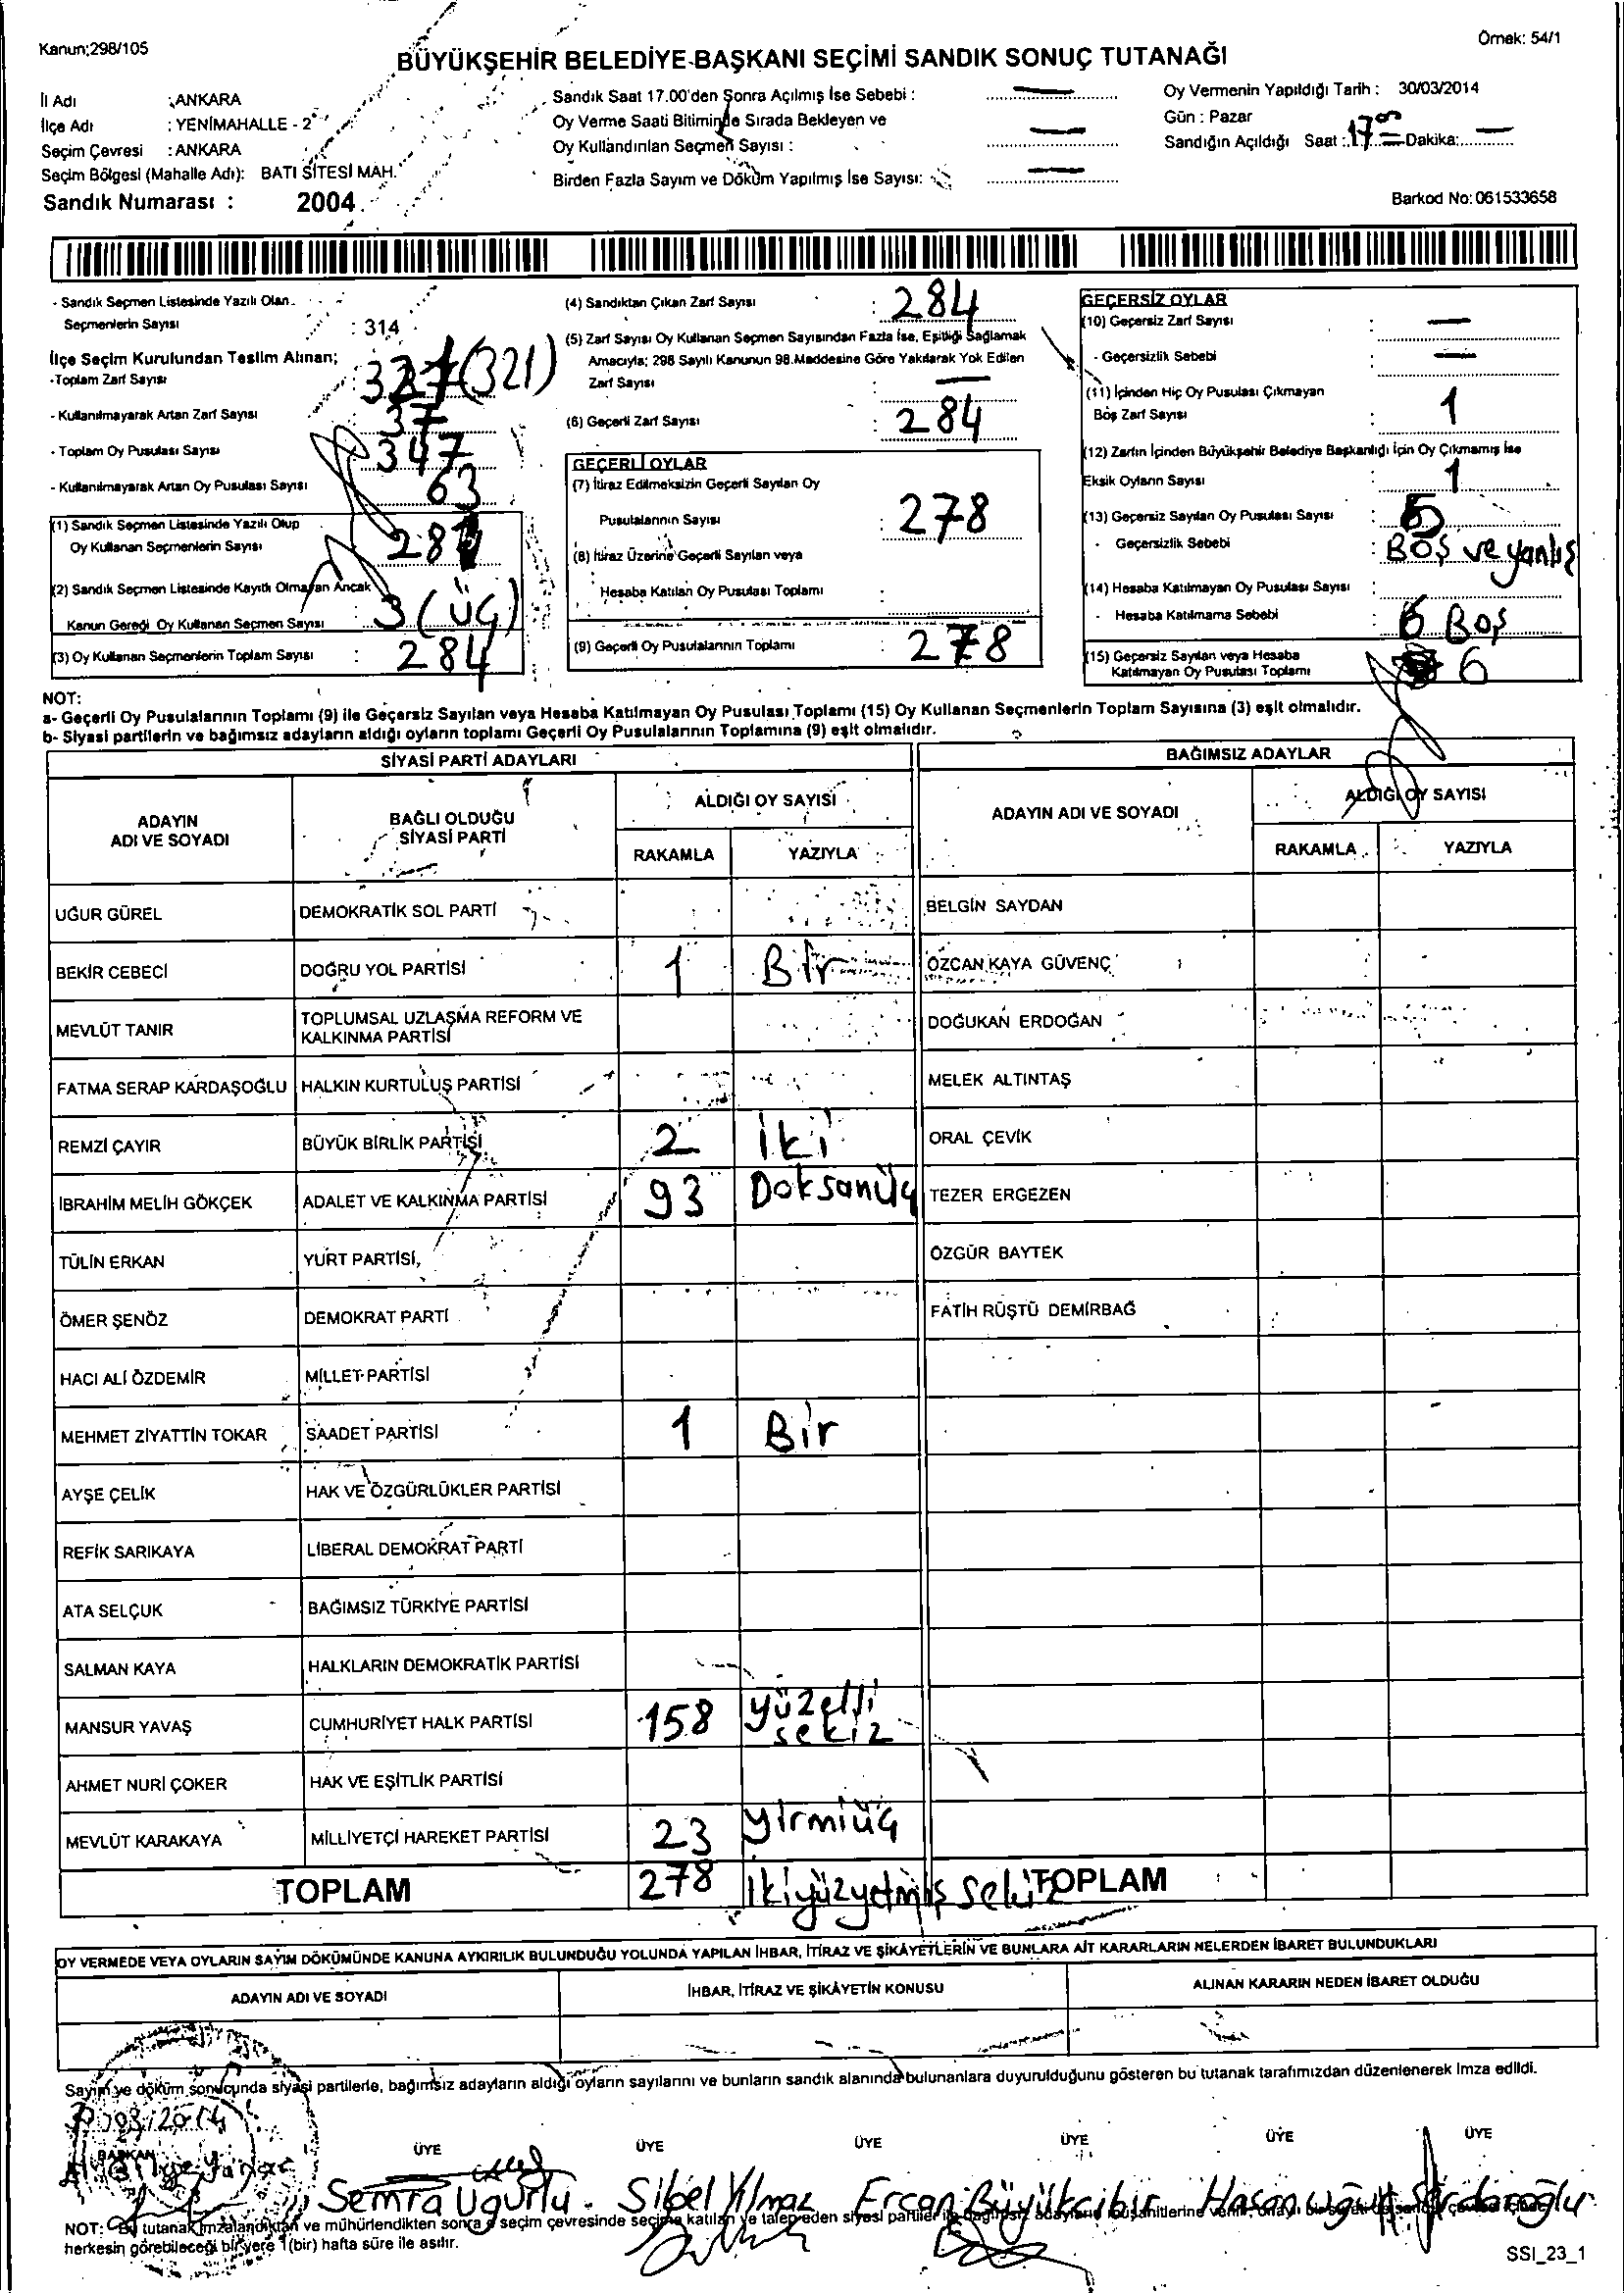 Kanun;298/105
Örnek: 54/1
BÜYÜKŞEHİR BELEDİYE BAŞKANI SEÇİMİ SANDIK SONUÇ TUTANAĞI
İl Adı : ANKARA
İlçe Adı : YENİMAHALLE - 2
Seçim Çevresi : ANKARA
Seçim Bölgesi (Mahalle Adı): BATI SİTESİ MAH.
Sandık Numarası : 2004
Sandık Saat 17.00'den Sonra Açılmış İse Sebebi : —
Oy Verme Saati Bitiminde Sırada Bekleyen ve
Oy Kullandırılan Seçmen Sayısı : —
Birden Fazla Sayım ve Döküm Yapılmış İse Sayısı: —
Oy Vermenin Yapıldığı Tarih : 30/03/2014
Gün : Pazar
Sandığın Açıldığı Saat : 17 00 Dakika: —
Barkod No: 061533658
- Sandık Seçmen Listesinde Yazılı Olan
Seçmenlerin Sayısı : 314
İlçe Seçim Kurulundan Teslim Alınan;
-Toplam Zarf Sayısı : 321 (321)
- Kullanılmayarak Artan Zarf Sayısı 37
- Toplam Oy Pusulası Sayısı 347
- Kullanılmayarak Artan Oy Pusulası Sayısı 63
(1) Sandık Seçmen Listesinde Yazılı Olup
Oy Kullanan Seçmenlerin Sayısı 281
(2) Sandık Seçmen Listesinde Kayıtlı Olmayan Ancak
Kanun Gereği Oy Kullanan Seçmen Sayısı 3 (üç)
(3) Oy Kullanan Seçmenlerin Toplam Sayısı : 284
(4) Sandıktan Çıkan Zarf Sayısı : 284
(5) Zarf Sayısı Oy Kullanan Seçmen Sayısından Fazla İse, Eşitliği Sağlamak
Amacıyla; 298 Sayılı Kanunun 98.Maddesine Göre Yakılarak Yok Edilen
Zarf Sayısı : —
(6) Geçerli Zarf Sayısı : 284
GEÇERLİ OYLAR
(7) İtiraz Edilmeksizin Geçerli Sayılan Oy
Pusulalarının Sayısı : 278
(8) İtiraz Üzerine Geçerli Sayılan veya
Hesaba Katılan Oy Pusulası Toplamı :
(9) Geçerli Oy Pusulalarının Toplamı : 278
GEÇERSİZ OYLAR
(10) Geçersiz Zarf Sayısı : —
- Geçersizlik Sebebi : —
(11) İçinden Hiç Oy Pusulası Çıkmayan
Boş Zarf Sayısı : 1
(12) Zarfın İçinden Büyükşehir Belediye Başkanlığı İçin Oy Çıkmamış İse
Eksik Oyların Sayısı : 1
(13) Geçersiz Sayılan Oy Pusulası Sayısı : 5
- Geçersizlik Sebebi : BOŞ ve yanlış
(14) Hesaba Katılmayan Oy Pusulası Sayısı :
- Hesaba Katılmama Sebebi : Boş
(15) Geçersiz Sayılan veya Hesaba
Katılmayan Oy Pusulası Toplamı 6
NOT:
a- Geçerli Oy Pusulalarının Toplamı (9) ile Geçersiz Sayılan veya Hesaba Katılmayan Oy Pusulası Toplamı (15) Oy Kullanan Seçmenlerin Toplam Sayısına (3) eşit olmalıdır.
b- Siyasi partilerin ve bağımsız adayların aldığı oyların toplamı Geçerli Oy Pusulalarının Toplamına (9) eşit olmalıdır.
SİYASİ PARTİ ADAYLARI
ADAYIN ADI VE SOYADI BAĞLI OLDUĞU SİYASİ PARTİ ALDIĞI OY SAYISI
RAKAMLA YAZIYLA
UĞUR GÜREL DEMOKRATİK SOL PARTİ
BEKİR CEBECİ DOĞRU YOL PARTİSİ 1 Bir
MEVLÜT TANIR TOPLUMSAL UZLAŞMA REFORM VE KALKINMA PARTİSİ
FATMA SERAP KARDAŞOĞLU HALKIN KURTULUŞ PARTİSİ
REMZİ ÇAYIR BÜYÜK BİRLİK PARTİSİ 2 iki
İBRAHİM MELİH GÖKÇEK ADALET VE KALKINMA PARTİSİ 93 Doksanüç
TÜLİN ERKAN YURT PARTİSİ
ÖMER ŞENÖZ DEMOKRAT PARTİ
HACI ALİ ÖZDEMİR MİLLET PARTİSİ
MEHMET ZİYATTİN TOKAR SAADET PARTİSİ 1 Bir
AYŞE ÇELİK HAK VE ÖZGÜRLÜKLER PARTİSİ
REFİK SARIKAYA LİBERAL DEMOKRAT PARTİ
ATA SELÇUK BAĞIMSIZ TÜRKİYE PARTİSİ
SALMAN KAYA HALKLARIN DEMOKRATİK PARTİSİ
MANSUR YAVAŞ CUMHURİYET HALK PARTİSİ 158 yüzelli sekiz
AHMET NURİ ÇOKER HAK VE EŞİTLİK PARTİSİ
MEVLÜT KARAKAYA MİLLİYETÇİ HAREKET PARTİSİ 23 yirmiüç
TOPLAM 278 ikiyüzyetmiş sekiz
BAĞIMSIZ ADAYLAR
ADAYIN ADI VE SOYADI ALDIĞI OY SAYISI
RAKAMLA YAZIYLA
BELGİN SAYDAN
ÖZCAN KAYA GÜVENÇ
DOĞUKAN ERDOĞAN
MELEK ALTINTAŞ
ORAL ÇEVİK
TEZER ERGEZEN
ÖZGÜR BAYTEK
FATİH RÜŞTÜ DEMİRBAĞ
TOPLAM
OY VERMEDE VEYA OYLARIN SAYIM DÖKÜMÜNDE KANUNA AYKIRILIK BULUNDUĞU YOLUNDA YAPILAN İHBAR, İTİRAZ VE ŞİKÂYETLERİN VE BUNLARA AİT KARARLARIN NELERDEN İBARET BULUNDUKLARI
ADAYIN ADI VE SOYADI İHBAR, İTİRAZ VE ŞİKÂYETİN KONUSU ALINAN KARARIN NEDEN İBARET OLDUĞU
Sayım ve döküm sonucunda siyasi partilerle, bağımsız adayların aldığı oyların sayılarını ve bunların sandık alanında bulunanlara duyurulduğunu gösteren bu tutanak tarafımızdan düzenlenerek imza edildi.
03/2014
BAŞKAN ÜYE ÜYE ÜYE ÜYE ÜYE ÜYE
Semra Uğurlu Sibel Yılmaz Ercan Büyükcibir Hasan Uğur Serdaroğlu
NOT: Bu tutanak imzalandıktan ve mühürlendikten sonra seçim çevresinde seçime katılan ve talep eden siyasi partiler ile bağımsız adayların müşahitlerine verilir,
herkesin görebileceği bir yere 1(bir) hafta süre ile asılır.
SSI_23_1